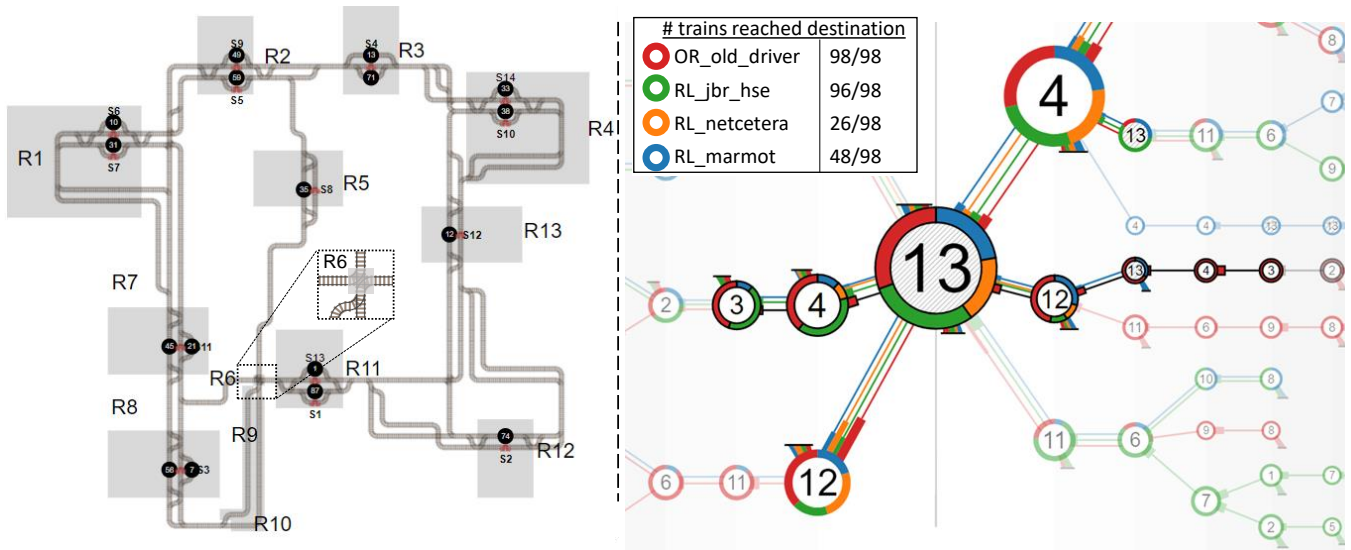 S9
49
R2
59
S5
S4
13
R3
71
S14
33
38
S10
R4
S6
10
31
S7
R1
35
S8
R5
12
S12
R13
R6
R7
45
21
11
R6
S13
1
R11
87
S1
R8
R9
56
7
S3
R10
74
S2
R12
# trains reached destination
OR_old_driver 98/98
RL_jbr_hse 96/98
RL_netcetera 26/98
RL_marmot 48/98
8
4
13
11
6
7
9
4
4
13
13
13
2
3
4
12
13
4
3
2
11
6
9
8
10
8
11
6
9
8
7
1
7
2
5
6
11
12